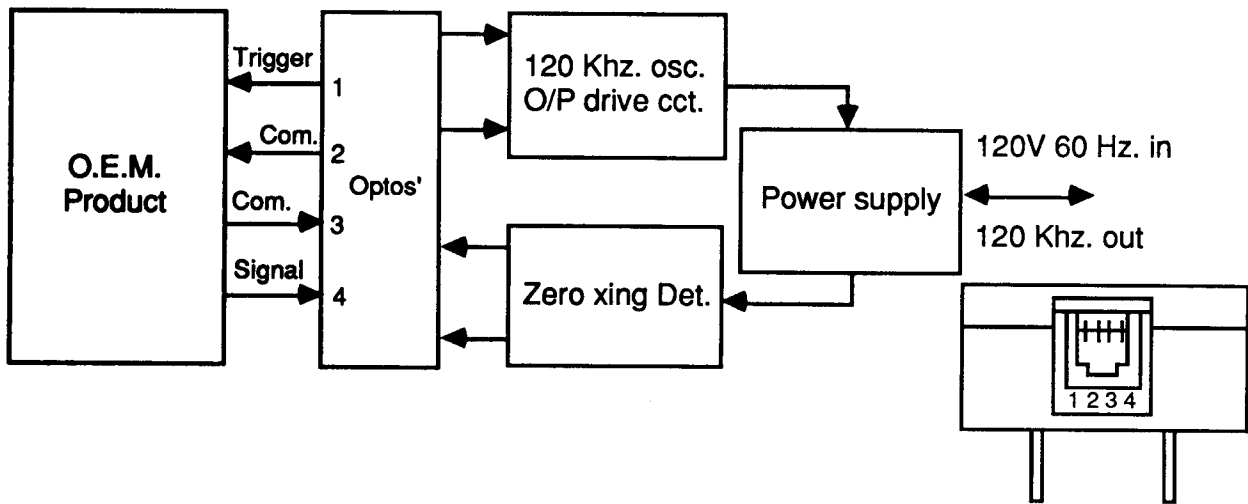 O.E.M.
Product
Trigger
Com.
Com.
Signal
1
2
3
4
Optos'
120 Khz. osc.
O/P drive cct.
Zero xing Det.
Power supply
120V 60 Hz. in
120 Khz. out
1 2 3 4